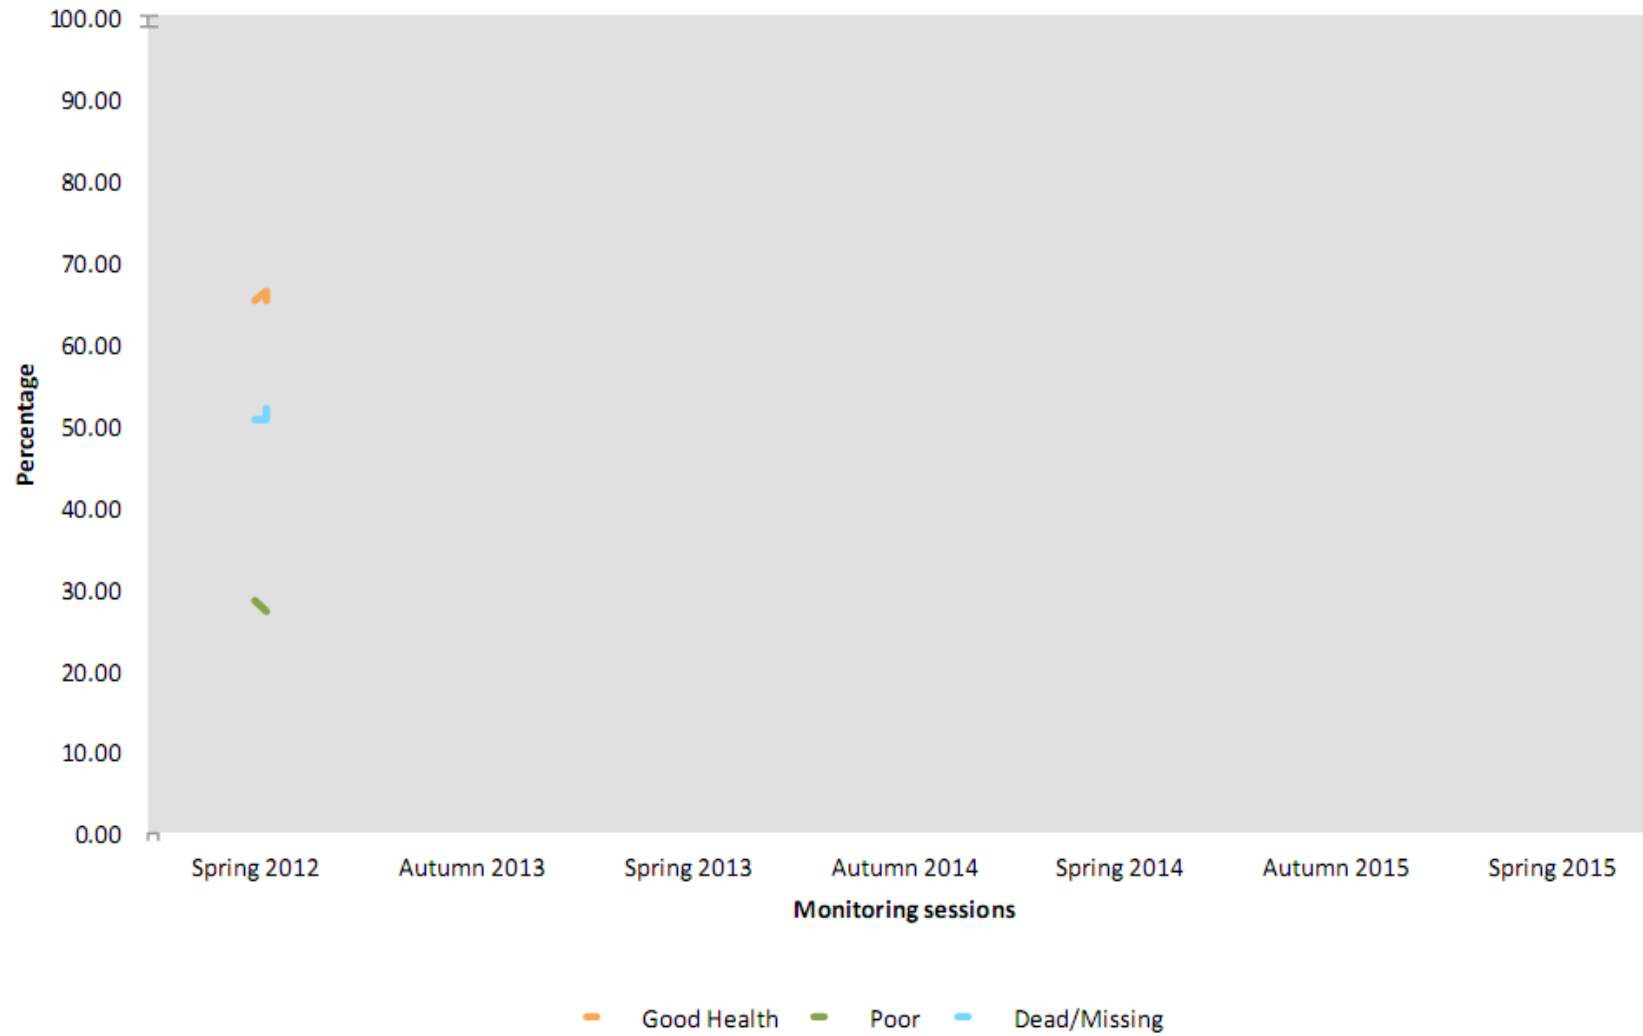 100.00
90.00
80.00
70.00
60.00
50.00
40.00
30.00
20.00
10.00
0.00
Percentage
Spring 2012 Autumn 2013 Spring 2013 Autumn 2014 Spring 2014 Autumn 2015 Spring 2015
Monitoring sessions
Good Health Poor Dead/Missing